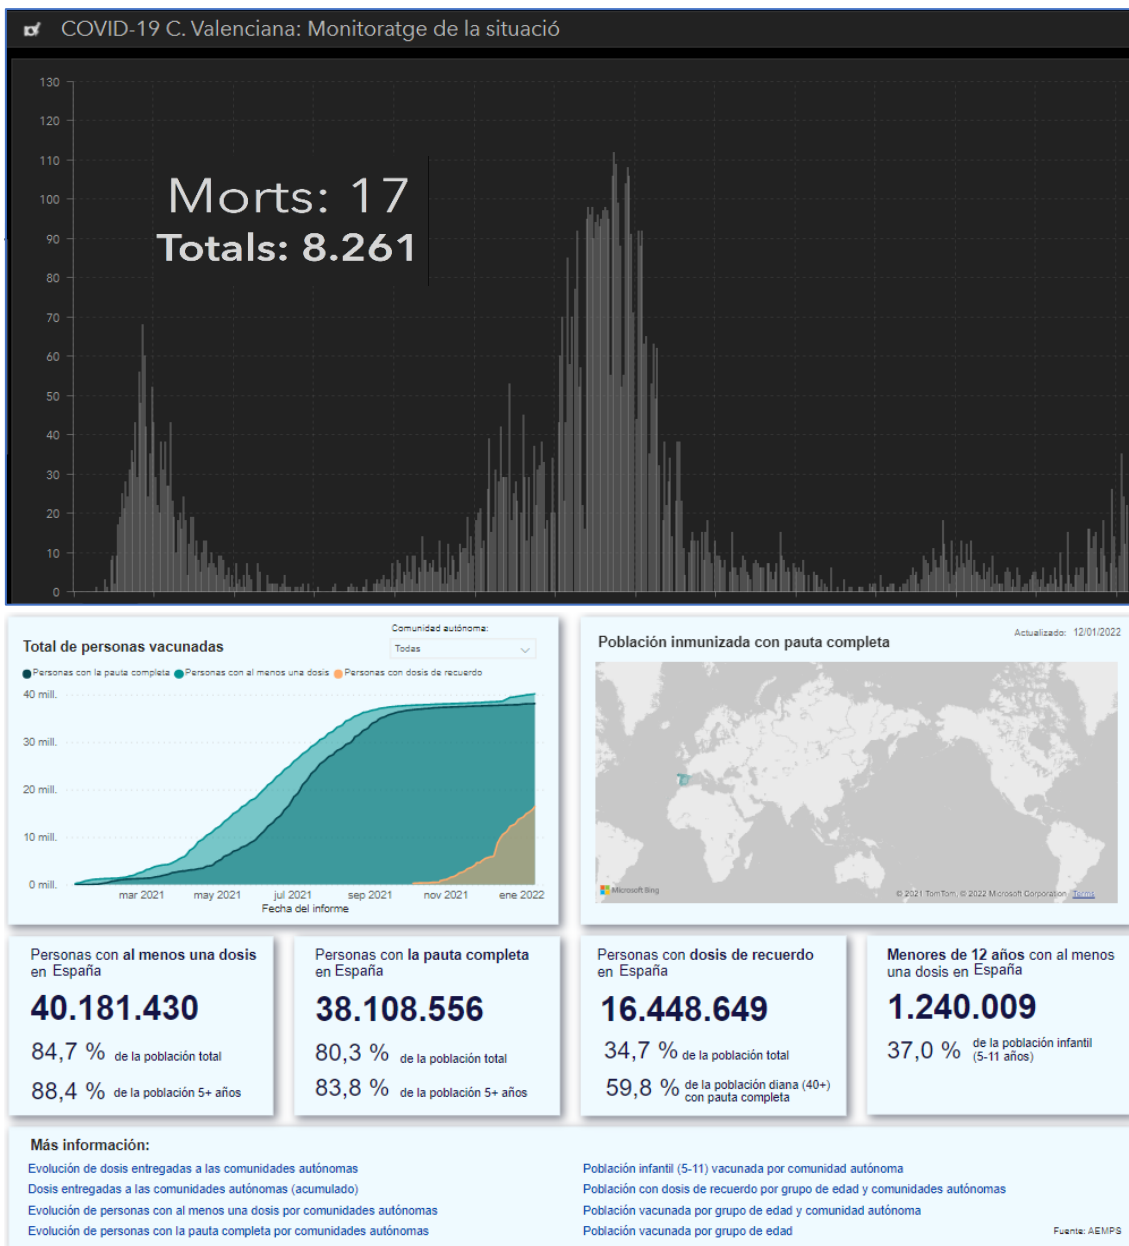 COVID-19 C. Valenciana: Monitoratge de la situació
130
120
110
100
90
80
70
60
50
40
30
20
10
0
Morts: 17
Totals: 8.261
Total de personas vacunadas
Comunidad autónoma:
Todas
Personas con la pauta completa Personas con al menos una dosis Personas con dosis de recuerdo
40 mill.
30 mill.
20 mill.
10 mill.
0 mill.
mar 2021 may 2021 jul 2021 sep 2021 nov 2021 ene 2022
Fecha del informe
Actualizado: 12/01/2022
Población inmunizada con pauta completa
Microsoft Bing
© 2021 TomTom, © 2022 Microsoft Corporation Terms
Personas con al menos una dosis
en España
40.181.430
84,7 % de la población total
88,4 % de la población 5+ años
Personas con la pauta completa
en España
38.108.556
80,3 % de la población total
83,8 % de la población 5+ años
Personas con dosis de recuerdo
en España
16.448.649
34,7 % de la población total
59,8 % de la población diana (40+)
con pauta completa
Menores de 12 años con al menos
una dosis en España
1.240.009
37,0 % de la población infantil
(5-11 años)
Más información:
Evolución de dosis entregadas a las comunidades autónomas
Dosis entregadas a las comunidades autónomas (acumulado)
Evolución de personas con al menos una dosis por comunidades autónomas
Evolución de personas con la pauta completa por comunidades autónomas
Población infantil (5-11) vacunada por comunidad autónoma
Población con dosis de recuerdo por grupo de edad y comunidades autónomas
Población vacunada por grupo de edad y comunidad autónoma
Población vacunada por grupo de edad
Fuente: AEMPS